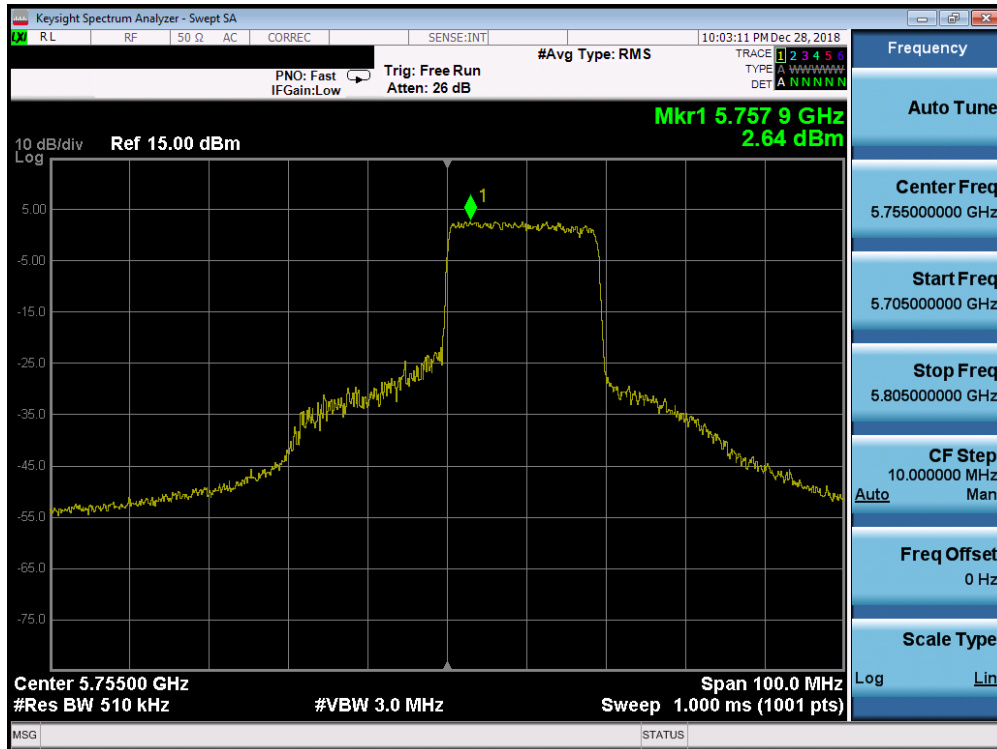 Keysight Spectrum Analyzer - Swept SA
LXI RL RF 50 Ω AC CORREC SENSE:INT 10:03:11 PM Dec 28, 2018
#Avg Type: RMS
TRACE 1 2 3 4 5 6
TYPE A WWWWW
DET A N N N N N
PNO: Fast
IFGain:Low
Trig: Free Run
Atten: 26 dB
Mkr1 5.757 9 GHz
2.64 dBm
10 dB/div Ref 15.00 dBm
Log
1
5.00
-5.00
-15.0
-25.0
-35.0
-45.0
-55.0
-65.0
-75.0
Center 5.75500 GHz
Span 100.0 MHz
#Res BW 510 kHz
#VBW 3.0 MHz
Sweep 1.000 ms (1001 pts)
MSG
STATUS
Frequency
Auto Tune
Center Freq
5.755000000 GHz
Start Freq
5.705000000 GHz
Stop Freq
5.805000000 GHz
CF Step
10.000000 MHz
Auto Man
Freq Offset
0 Hz
Scale Type
Log Lin